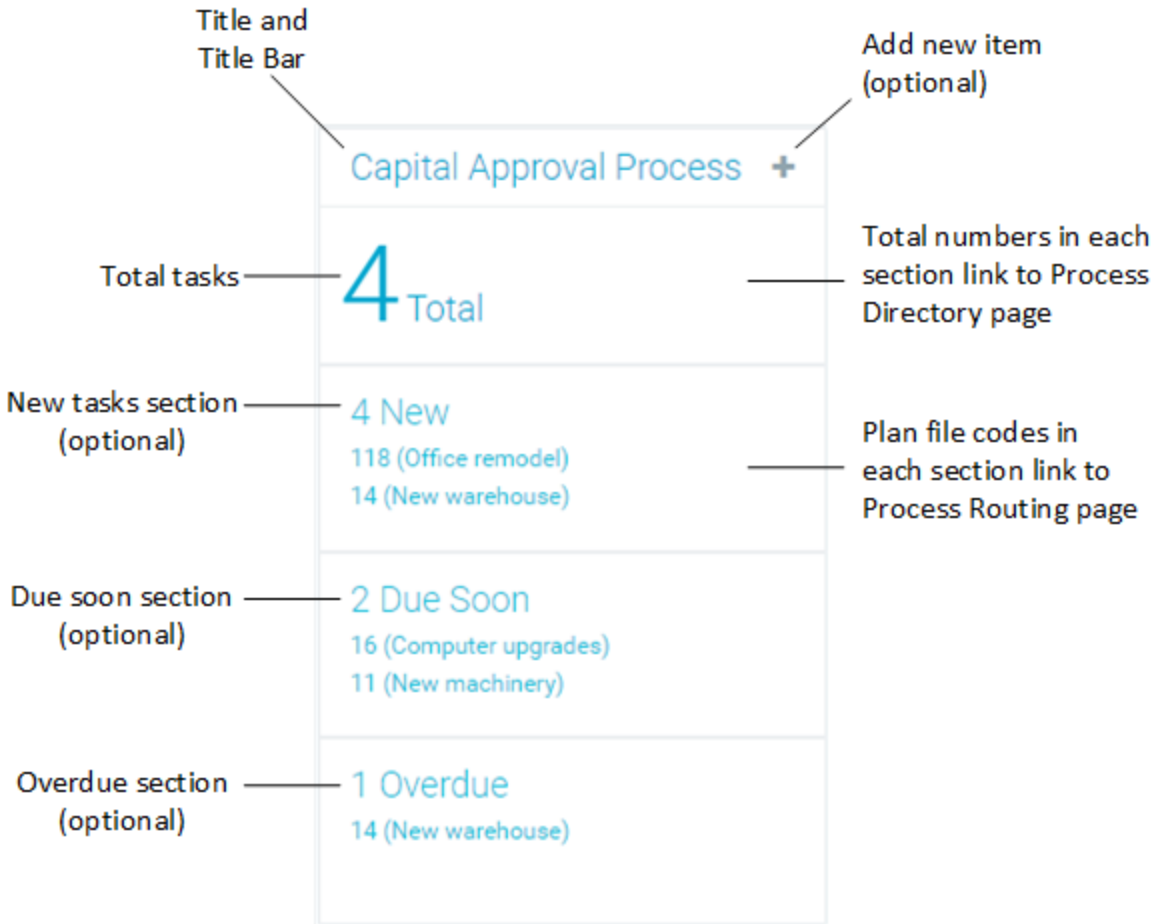 Title and
Title Bar
Add new item
(optional)
Capital Approval Process +
Total tasks
4 Total
Total numbers in each
section link to Process
Directory page
New tasks section
(optional)
4 New
118 (Office remodel)
14 (New warehouse)
Plan file codes in
each section link to
Process Routing page
Due soon section
(optional)
2 Due Soon
16 (Computer upgrades)
11 (New machinery)
Overdue section
(optional)
1 Overdue
14 (New warehouse)